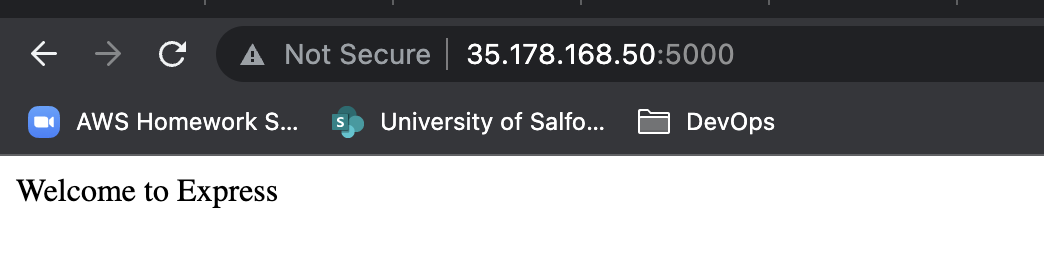 Not Secure 35.178.168.50:5000
AWS Homework S... University of Salfo... DevOps
Welcome to Express